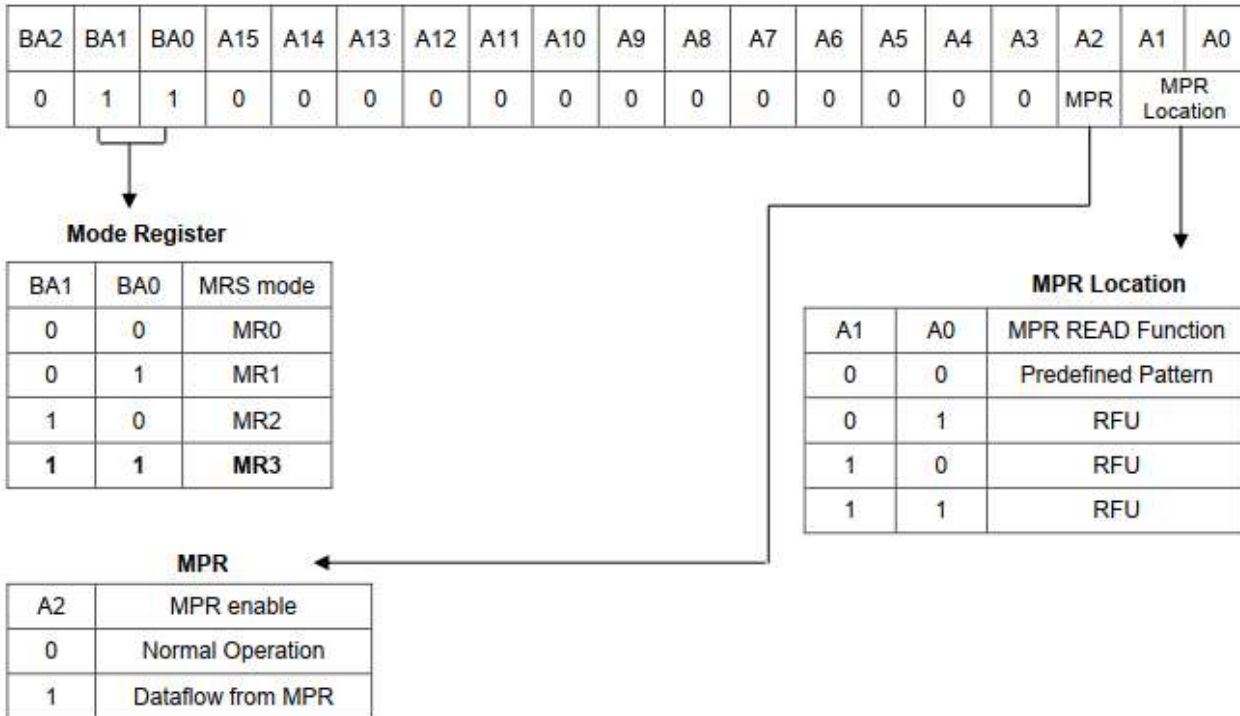 BA2 BA1 BA0 A15 A14 A13 A12 A11 A10 A9 A8 A7 A6 A5 A4 A3 A2 A1 A0
0 1 1 0 0 0 0 0 0 0 0 0 0 0 0 0 MPR MPR
Location
Mode Register
BA1 BA0 MRS mode
0 0 MR0
0 1 MR1
1 0 MR2
1 1 MR3
MPR Location
A1 A0 MPR READ Function
0 0 Predefined Pattern
0 1 RFU
1 0 RFU
1 1 RFU
MPR
A2 MPR enable
0 Normal Operation
1 Dataflow from MPR